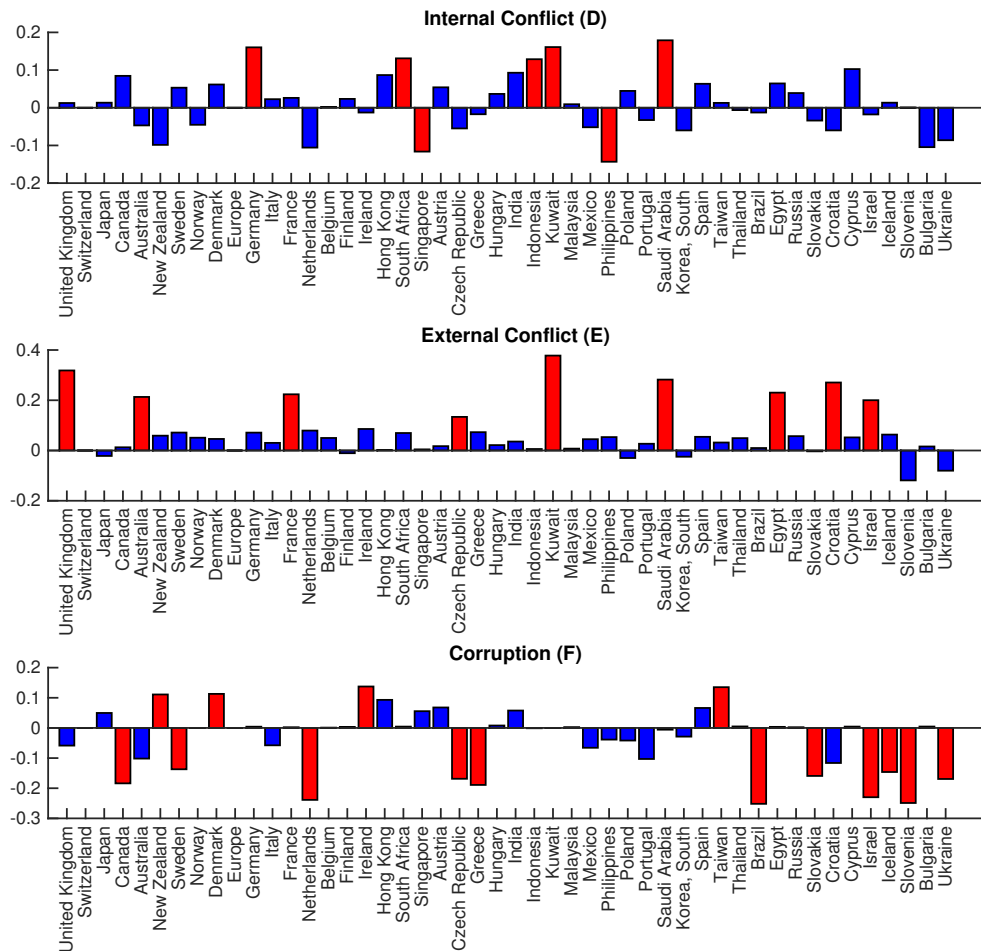 Internal Conflict (D)
0.2
0.1
0
-0.1
-0.2
United Kingdom
Switzerland
Japan
Canada
Australia
New Zealand
Sweden
Norway
Denmark
Europe
Germany
Italy
France
Netherlands
Belgium
Finland
Ireland
Hong Kong
South Africa
Singapore
Austria
Czech Republic
Greece
Hungary
India
Indonesia
Kuwait
Malaysia
Mexico
Philippines
Poland
Portugal
Saudi Arabia
Korea, South
Spain
Taiwan
Thailand
Brazil
Egypt
Russia
Slovakia
Croatia
Cyprus
Israel
Iceland
Slovenia
Bulgaria
Ukraine
External Conflict (E)
0.4
0.2
0
-0.2
United Kingdom
Switzerland
Japan
Canada
Australia
New Zealand
Sweden
Norway
Denmark
Europe
Germany
Italy
France
Netherlands
Belgium
Finland
Ireland
Hong Kong
South Africa
Singapore
Austria
Czech Republic
Greece
Hungary
India
Indonesia
Kuwait
Malaysia
Mexico
Philippines
Poland
Portugal
Saudi Arabia
Korea, South
Spain
Taiwan
Thailand
Brazil
Egypt
Russia
Slovakia
Croatia
Cyprus
Israel
Iceland
Slovenia
Bulgaria
Ukraine
Corruption (F)
0.2
0.1
0
-0.1
-0.2
-0.3
United Kingdom
Switzerland
Japan
Canada
Australia
New Zealand
Sweden
Norway
Denmark
Europe
Germany
Italy
France
Netherlands
Belgium
Finland
Ireland
Hong Kong
South Africa
Singapore
Austria
Czech Republic
Greece
Hungary
India
Indonesia
Kuwait
Malaysia
Mexico
Philippines
Poland
Portugal
Saudi Arabia
Korea, South
Spain
Taiwan
Thailand
Brazil
Egypt
Russia
Slovakia
Croatia
Cyprus
Israel
Iceland
Slovenia
Bulgaria
Ukraine